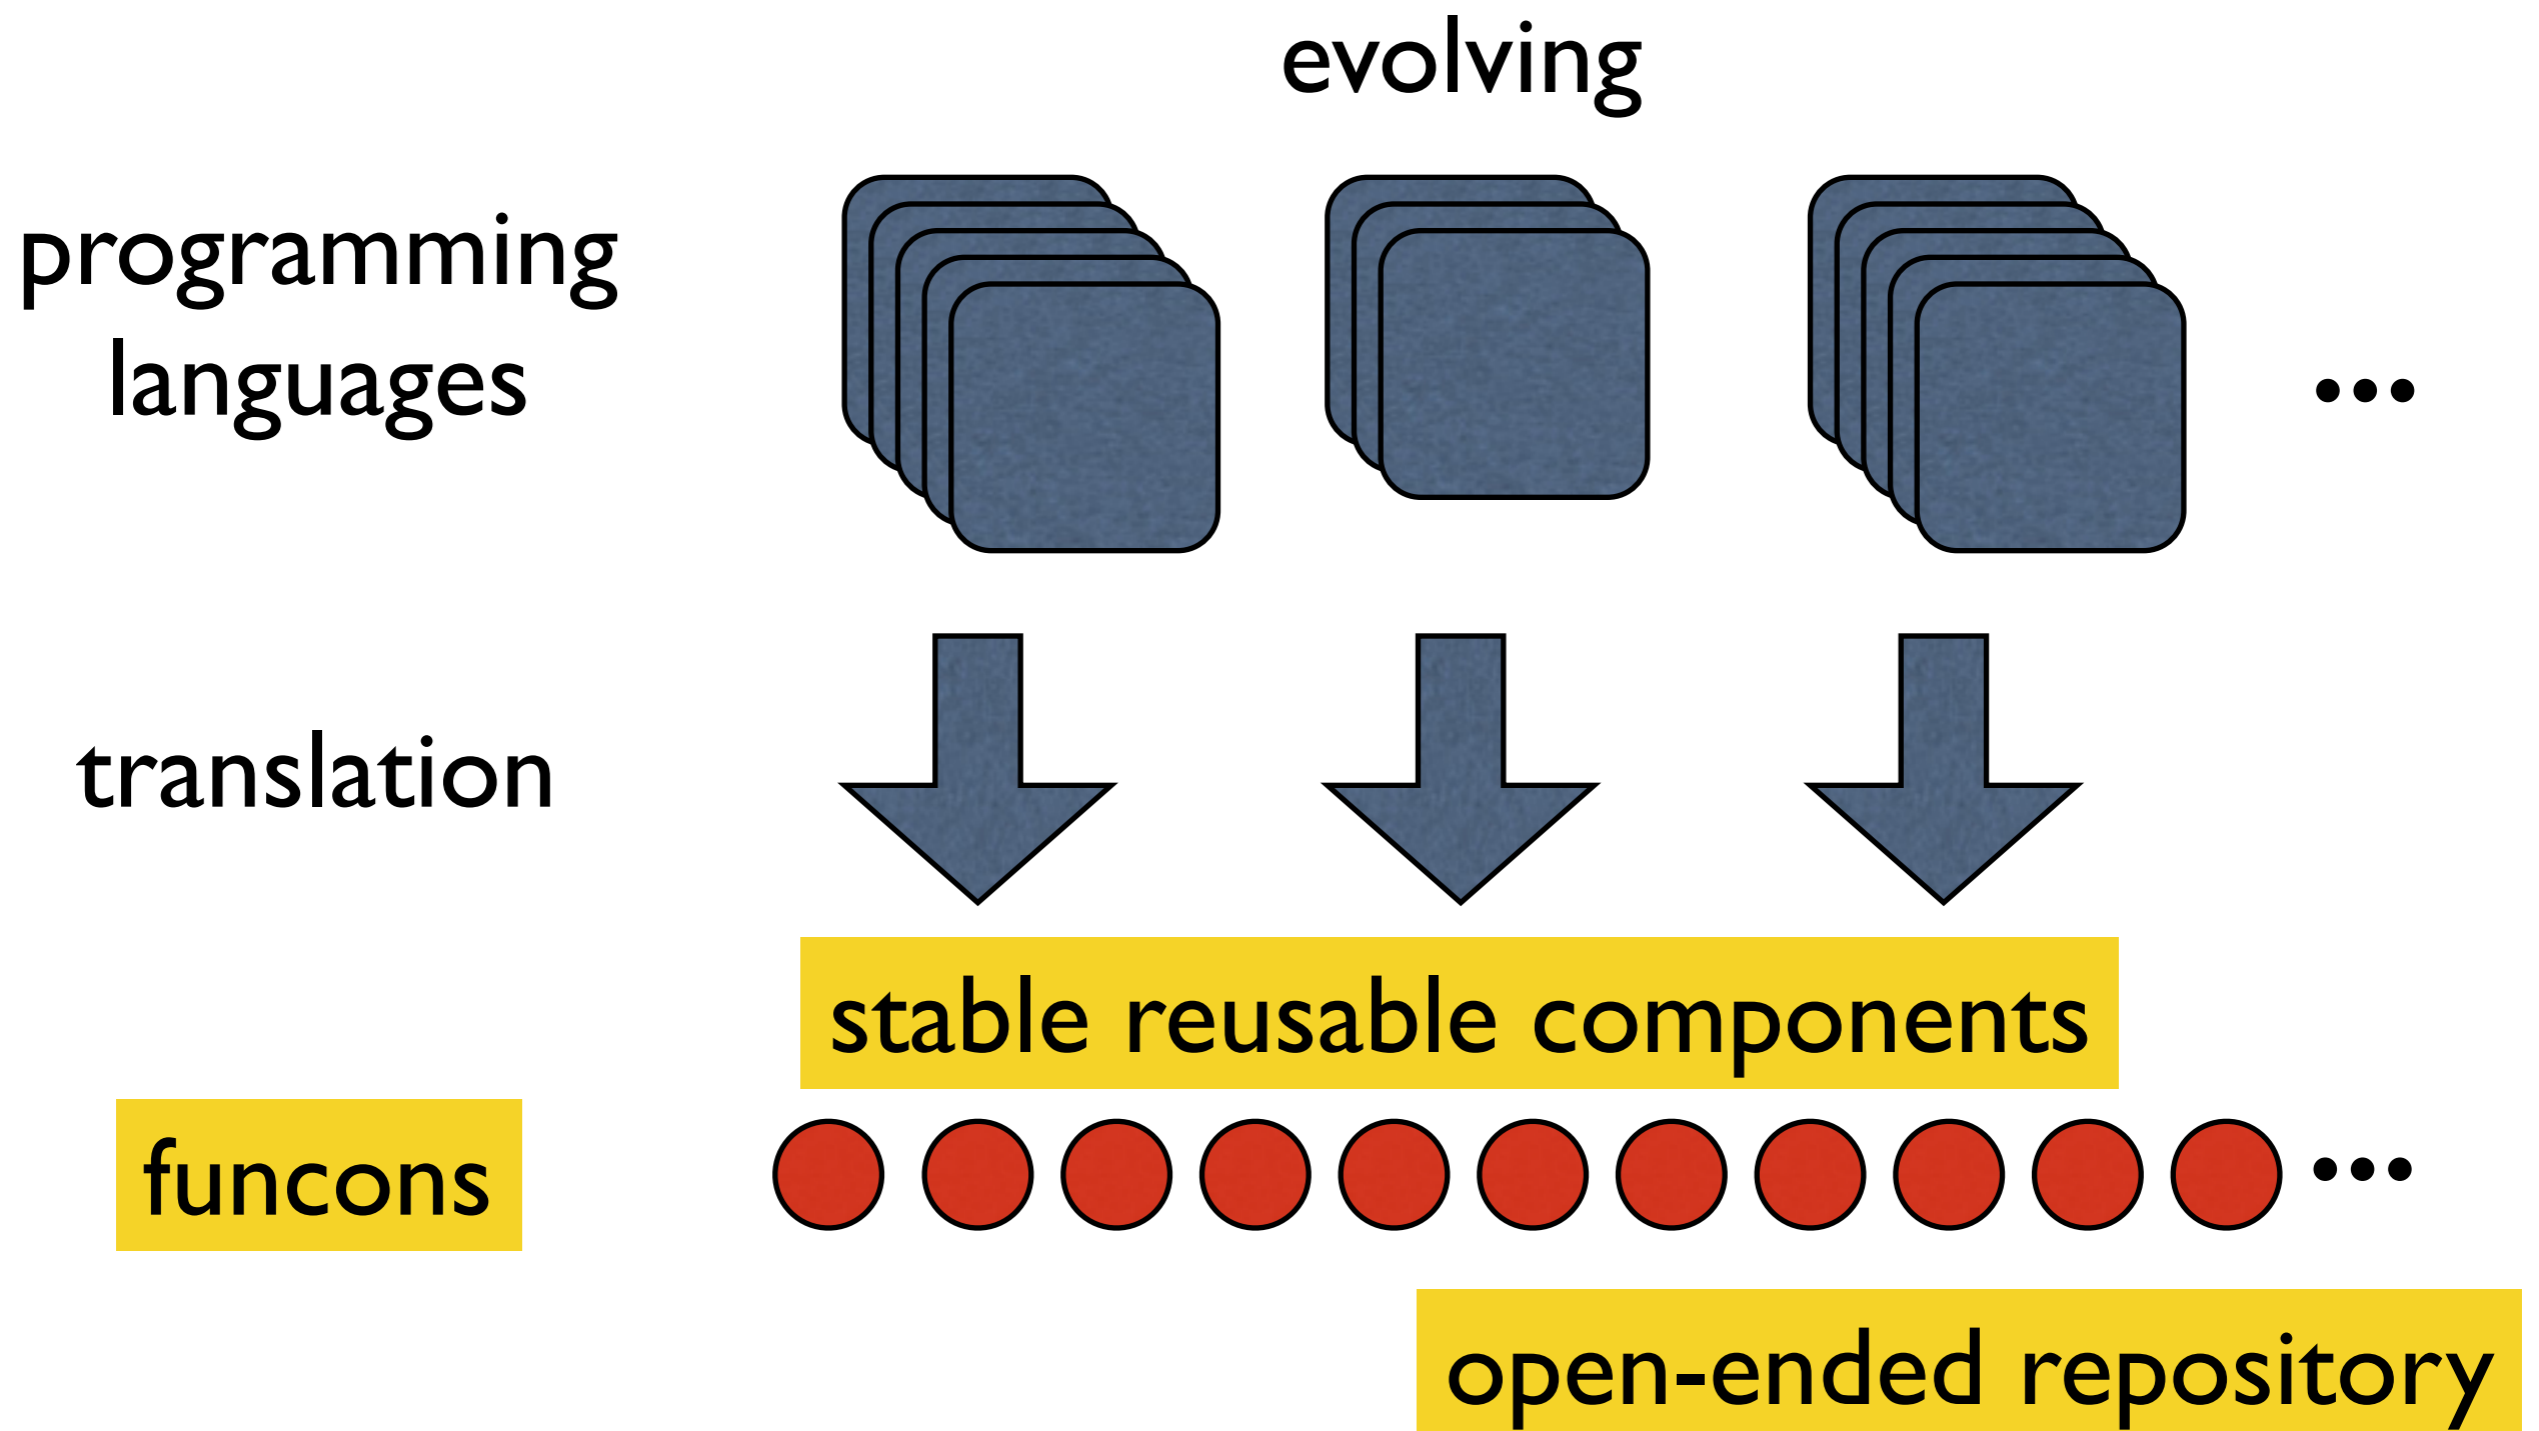 evolving
programming
languages
...
translation
stable reusable components
funcons
...
open-ended repository